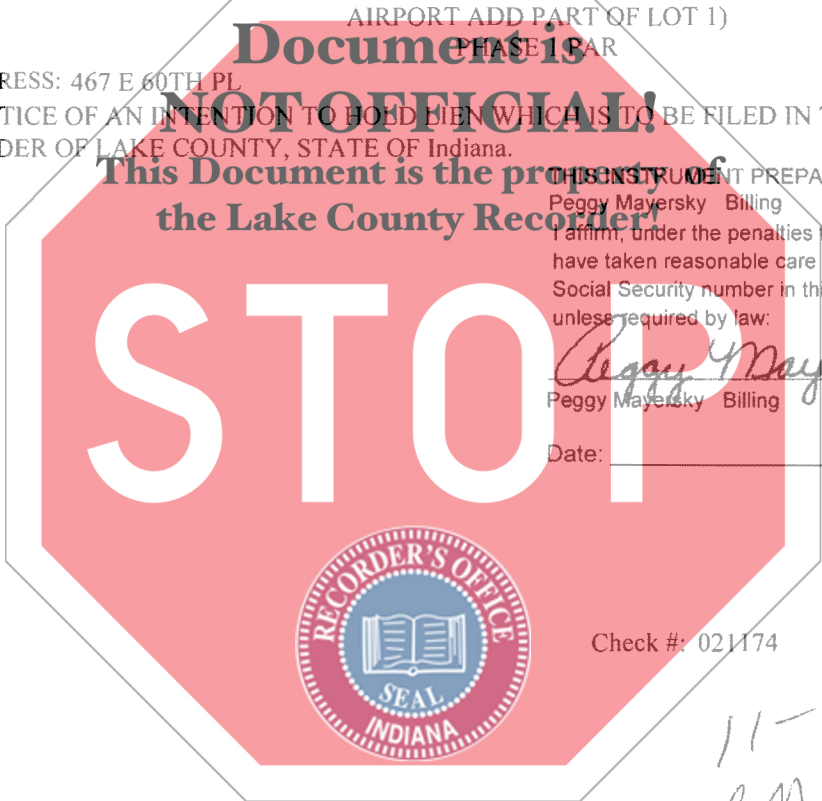 AIRPORT ADD PART OF LOT 1)
PHASE 1 PAR
Document is
RESS: 467 E 60TH PL
NOT OFFICIAL!
TICE OF AN INTENTION TO HOLD LIEN WHICH IS TO BE FILED IN
DER OF LAKE COUNTY, STATE OF Indiana.
This Document is the property of
the Lake County Recorder!
THIS INSTRUMENT PREPA
Peggy Mayersky Billing
I affirm, under the penalties
have taken reasonable care
Social Security number in thi
unless required by law:
Peggy May
Peggy Mayersky Billing
Date:
STOP
RECORDER'S OFFICE
SEAL
INDIANA
Check #: 021174
11-